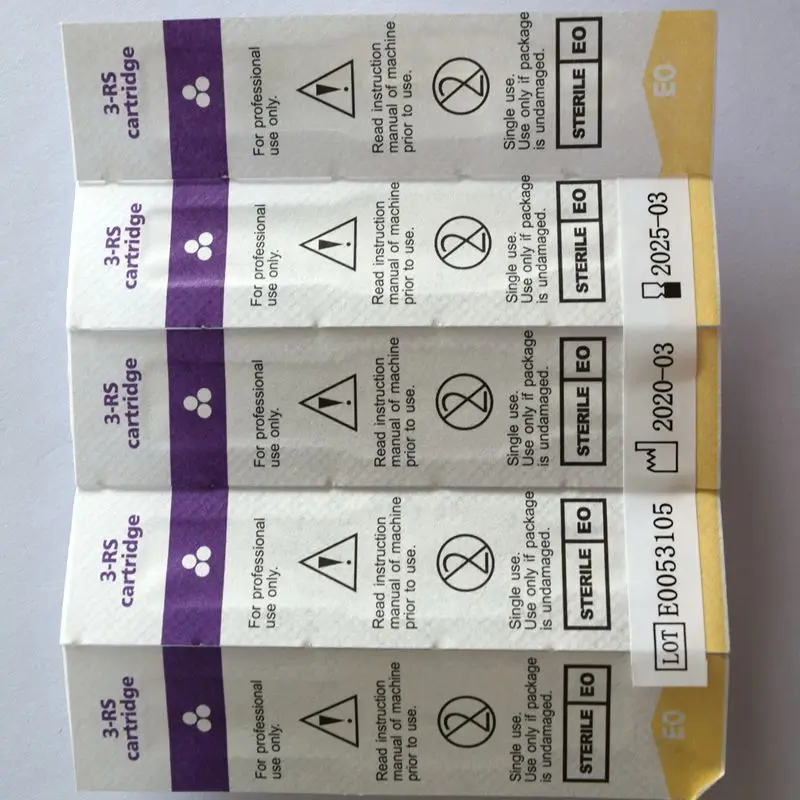 3-RS
cartridge
For professional
use only.
Read instruction
manual of machine
prior to use.
2
Single use.
Use only if package
is undamaged.
STERILE EO
EO
3-RS
cartridge
For professional
use only.
Read instruction
manual of machine
prior to use.
2
Single use.
Use only if package
is undamaged.
STERILE EO
2025-03
3-RS
cartridge
For professional
use only.
Read instruction
manual of machine
prior to use.
2
Single use.
Use only if package
is undamaged.
STERILE EO
2020-03
3-RS
cartridge
For professional
use only.
Read instruction
manual of machine
prior to use.
2
Single use.
Use only if package
is undamaged.
STERILE EO
LOT E0053105
3-RS
cartridge
For professional
use only.
Read instruction
manual of machine
prior to use.
2
Single use.
Use only if package
is undamaged.
STERILE EO
EO